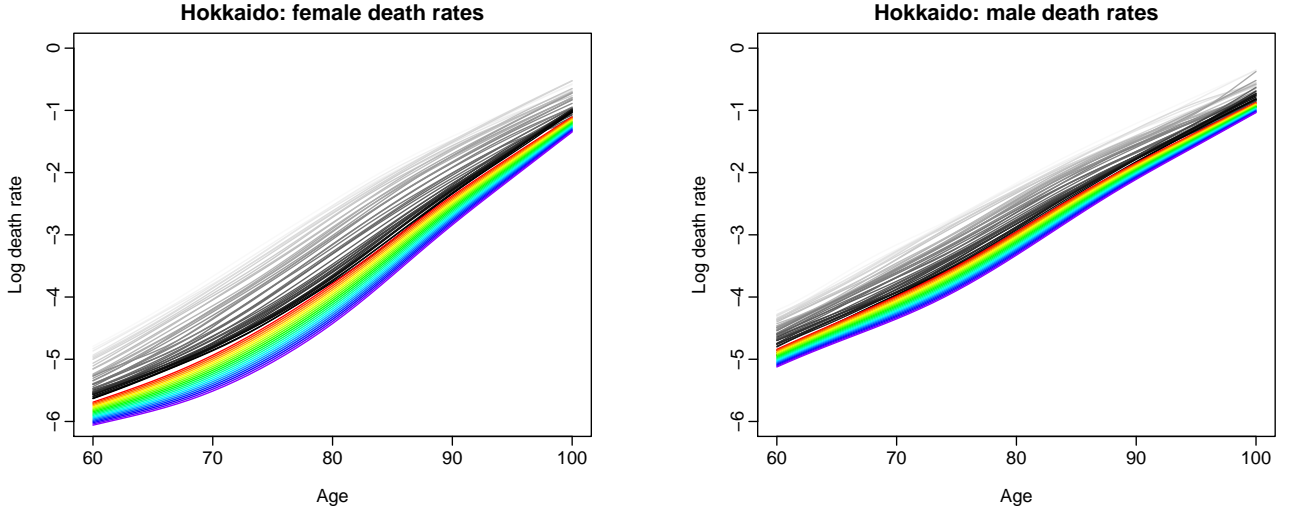 Hokkaido: female death rates
0
−1
−2
−3
−4
−5
−6
Log death rate
60 70 80 90 100
Age
Hokkaido: male death rates
0
−1
−2
−3
−4
−5
−6
Log death rate
60 70 80 90 100
Age